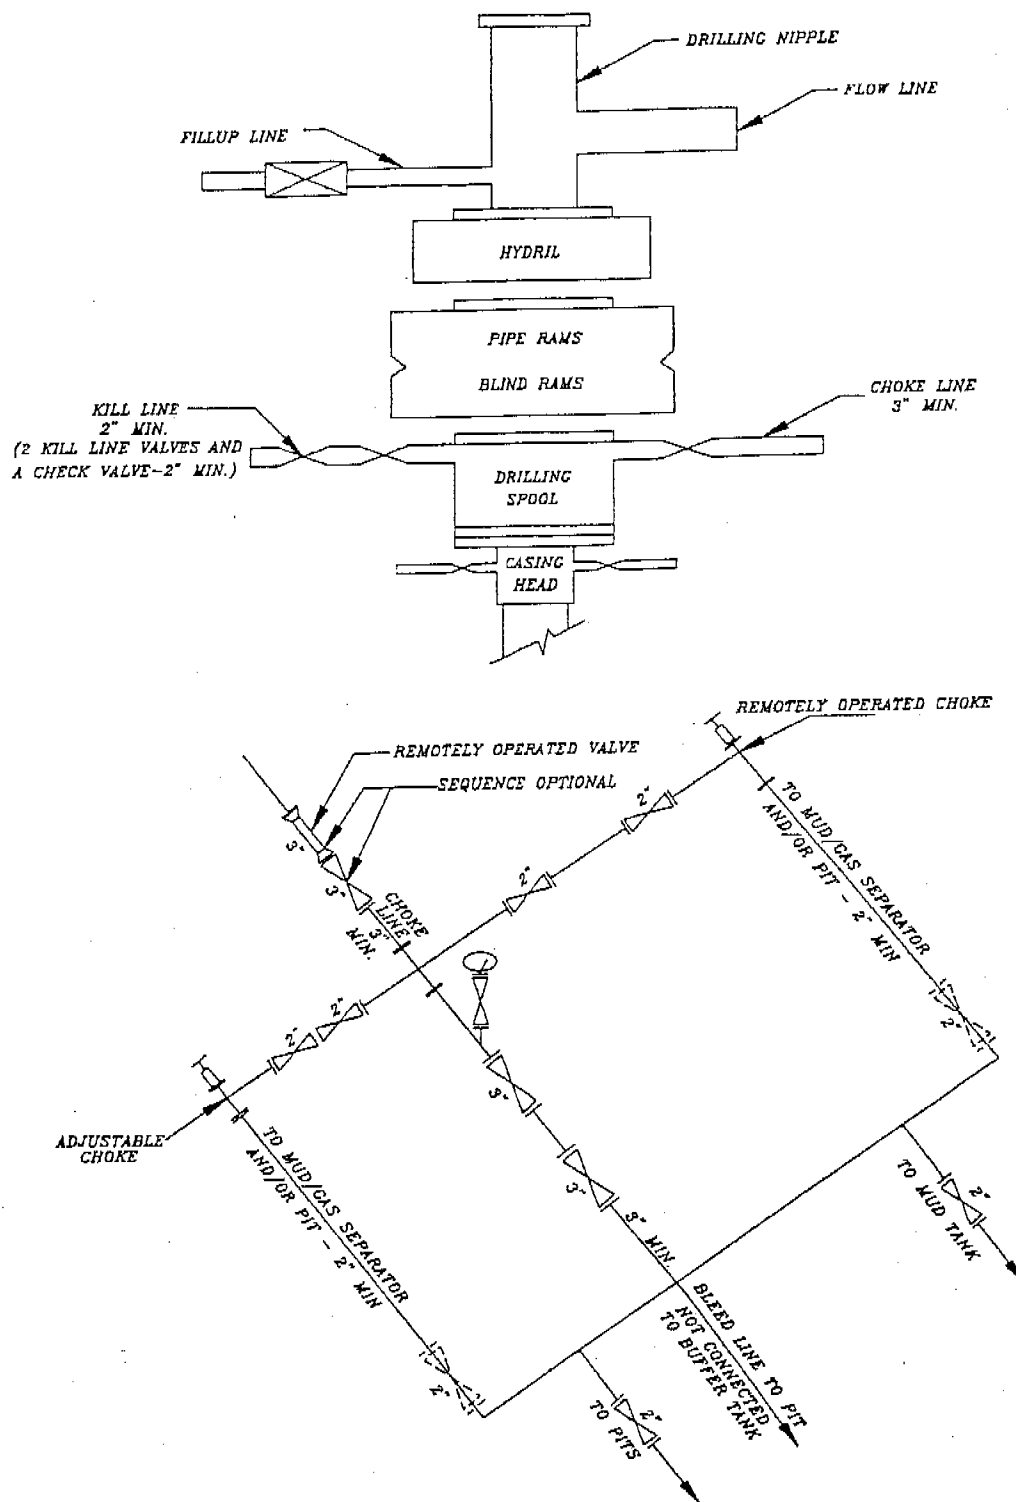 DRILLING NIPPLE
FLOW LINE
FILLUP LINE
HYDRIL
PIPE RAMS
BLIND RAMS
CHOKE LINE
3" MIN.
KILL LINE
2" MIN.
(2 KILL LINE VALVES AND
A CHECK VALVE-2" MIN.)
DRILLING
SPOOL
CASING
HEAD
REMOTELY OPERATED CHOKE
REMOTELY OPERATED VALVE
SEQUENCE OPTIONAL
3"
3"
CHOKE
LINE
3"
MIN.
2"
2"
2"
2"
TO MUD/GAS SEPARATOR
AND/OR PIT - 2" MIN
2"
ADJUSTABLE
CHOKE
TO MUD/GAS SEPARATOR
AND/OR PIT - 2" MIN
2"
3"
3"
3" MIN.
BLEED LINE TO PIT
NOT CONNECTED
TO BUFFER TANK
2"
TO MUD TANK
2"
TO PITS